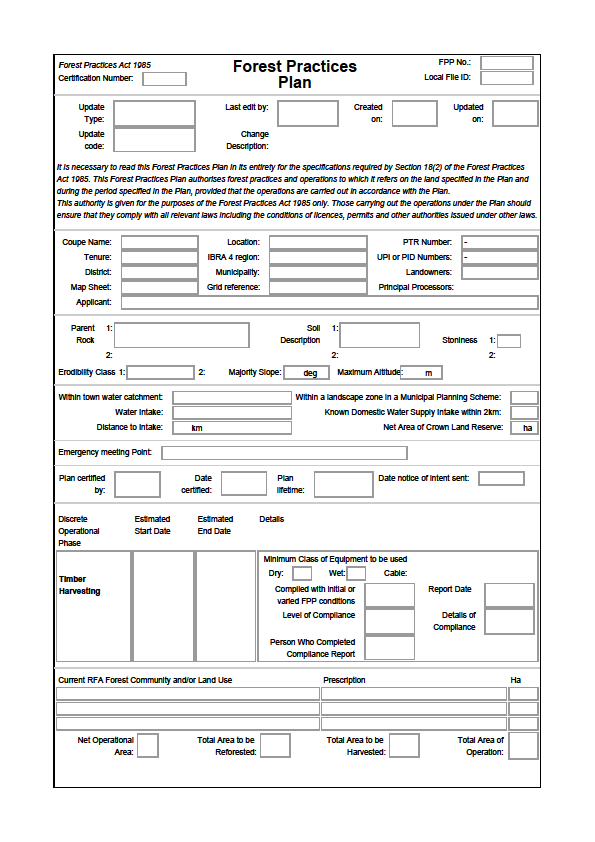 Forest Practices Act 1985
Forest Practices
Plan
FPP No.:
Certification Number:
Local File ID:
Update
Type:
Last edit by:
Created
on:
Updated
on:
Update
code:
Change
Description:
It is necessary to read this Forest Practices Plan in its entirety for the specifications required by Section 18(2) of the Forest Practices
Act 1985. This Forest Practices Plan authorises forest practices and operations to which it refers on the land specified in the Plan and
during the period specified in the Plan, provided that the operations are carried out in accordance with the Plan.
This authority is given for the purposes of the Forest Practices Act 1985 only. Those carrying out the operations under the Plan should
ensure that they comply with all relevant laws including the conditions of licences, permits and other authorities issued under other laws.
Coupe Name: Location: PTR Number: -
Tenure: IBRA 4 region: UPI or PID Numbers: -
District: Municipality: Landowners:
Map Sheet: Grid reference: Principal Processors:
Applicant:
Parent
Rock
1:
2:
Soil
Description
1:
2:
Stoniness
1:
2:
Erodibility Class 1: 2: Majority Slope: deg Maximum Altitude: m
Within town water catchment: Within a landscape zone in a Municipal Planning Scheme:
Water Intake: Known Domestic Water Supply Intake within 2km:
Distance to Intake: km Net Area of Crown Land Reserve: ha
Emergency meeting Point:
Plan certified
by:
Date
certified:
Plan
lifetime:
Date notice of intent sent:
Discrete
Operational
Phase
Estimated
Start Date
Estimated
End Date
Details
Timber
Harvesting
Minimum Class of Equipment to be used
Dry: Wet: Cable:
Complied with initial or
varied FPP conditions
Report Date
Level of Compliance
Details of
Compliance
Person Who Completed
Compliance Report
Current RFA Forest Community and/or Land Use Prescription Ha
Net Operational
Area:
Total Area to be
Reforested:
Total Area to be
Harvested:
Total Area of
Operation: